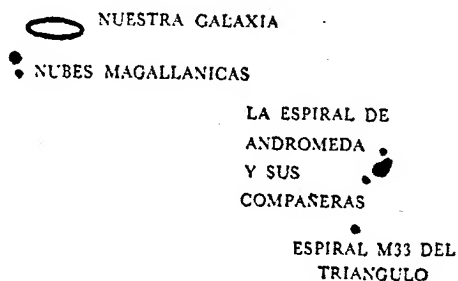 NUESTRA GALAXIA
NUBES MAGALLANICAS
LA ESPIRAL DE
ANDROMEDA
Y SUS
COMPAÑERAS
ESPIRAL M33 DEL
TRIANGULO